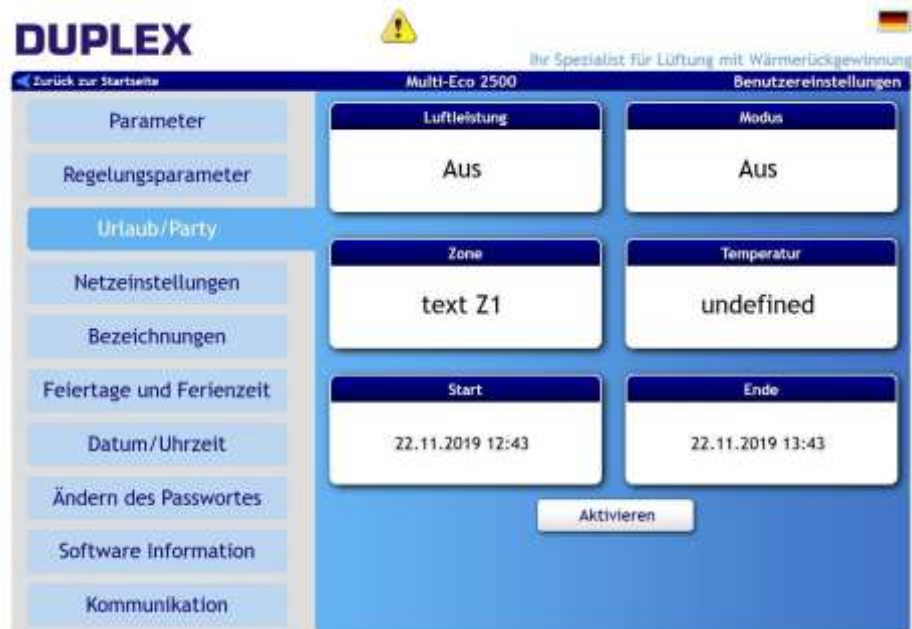 DUPLEX
Ihr Spezialist für Lüftung mit Wärmerückgewinnung
Zurück zur Startseite
Multi-Eco 2500
Benutzereinstellungen
Parameter
Regelungsparameter
Urlaub/Party
Netzeinstellungen
Bezeichnungen
Feiertage und Ferienzeit
Datum/Uhrzeit
Ändern des Passwortes
Software Information
Kommunikation
Luftleistung
Aus
Modus
Aus
Zone
text Z1
Temperatur
undefined
Start
22.11.2019 12:43
Ende
22.11.2019 13:43
Aktivieren